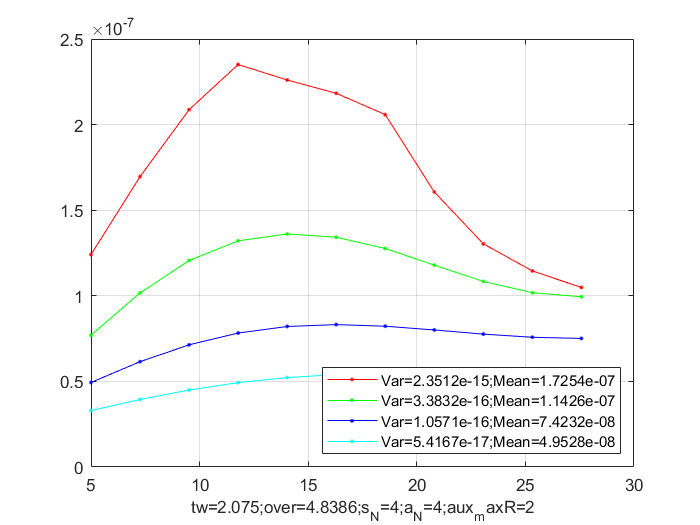 ×10-7
2.5
2
1.5
1
0.5
0
5 10 15 20 25 30
Var=2.3512e-15;Mean=1.7254e-07
Var=3.3832e-16;Mean=1.1426e-07
Var=1.0571e-16;Mean=7.4232e-08
Var=5.4167e-17;Mean=4.9528e-08
tw=2.075;over=4.8386;sN=4;aN=4;auxmaxR=2